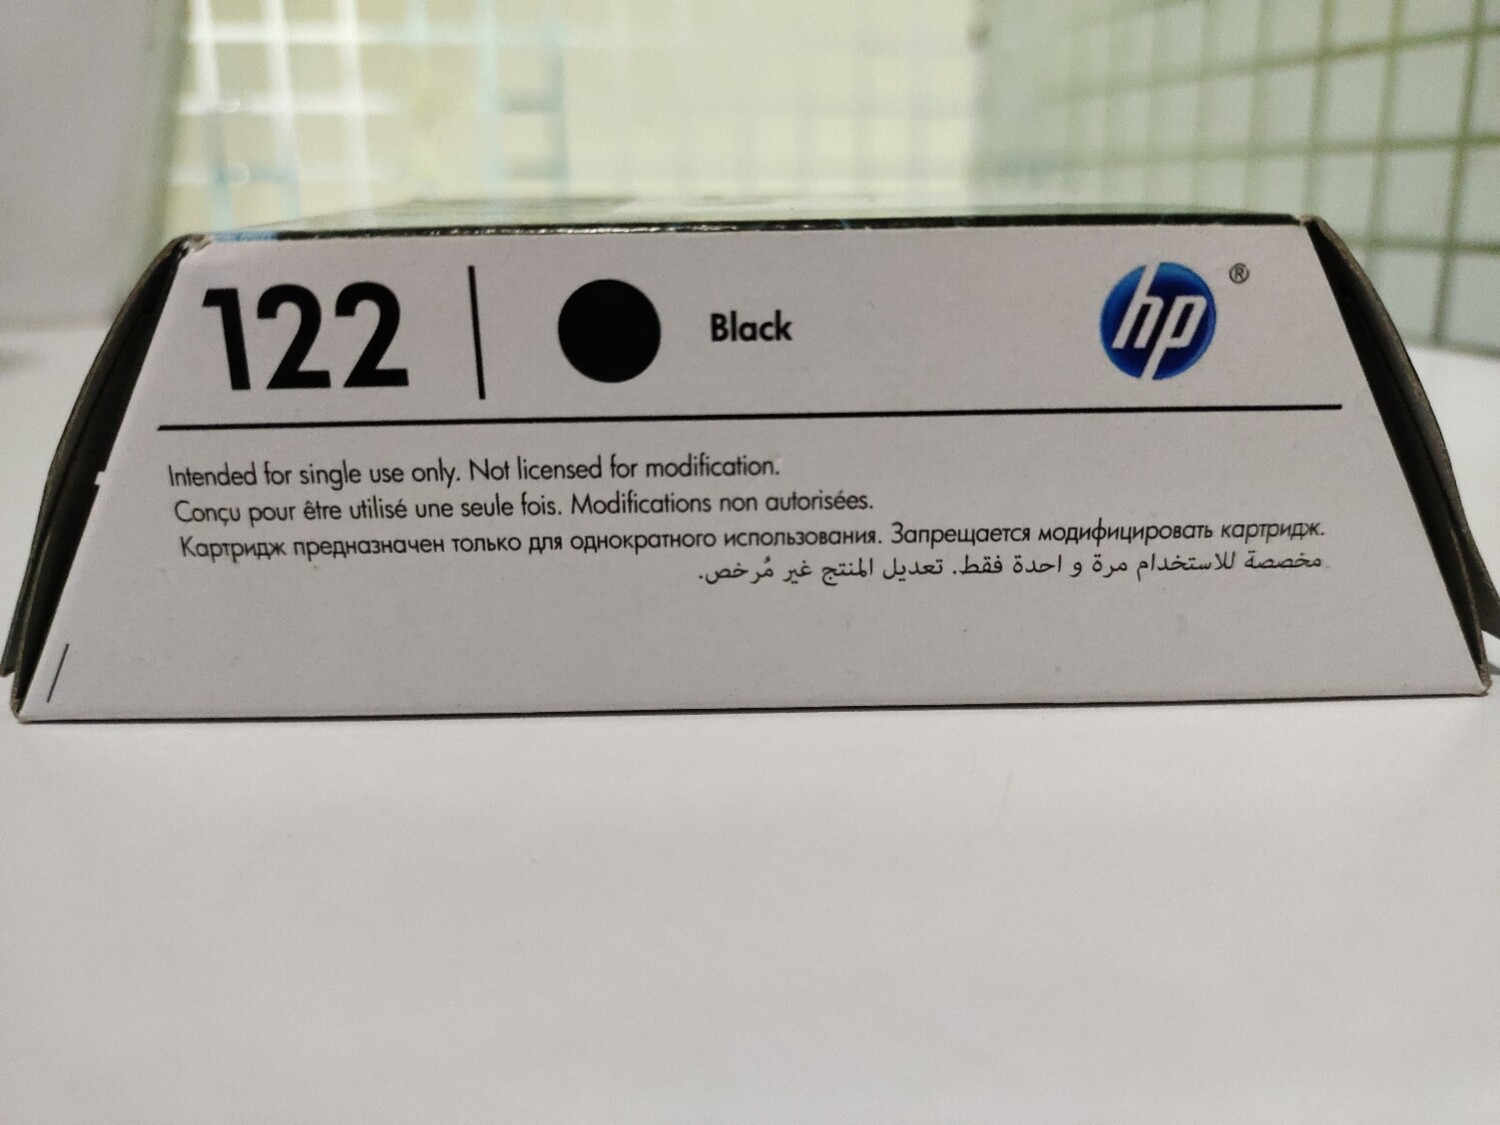 122 | Black hp ®
Intended for single use only. Not licensed for modification.
Conçu pour être utilisé une seule fois. Modifications non autorisées.
Картридж предназначен только для однократного использования. Запрещается модифицировать картридж.
مخصصة للاستخدام مرة و احدة فقط. تعديل المنتج غير مُرخص.